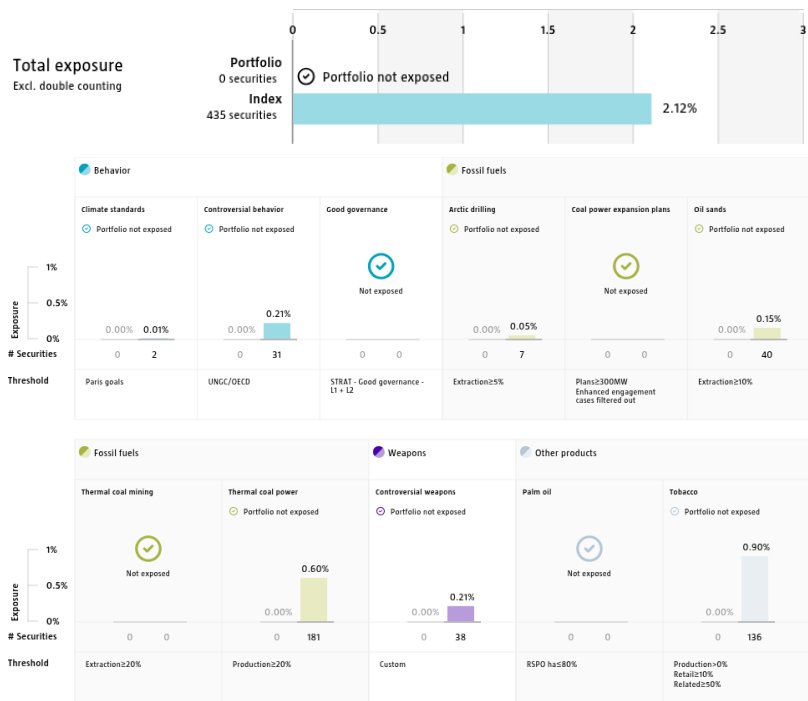 0 0.5 1 1.5 2 2.5 3
Total exposure
Excl. double counting
Portfolio
0 securities
Portfolio not exposed
Index
435 securities
2.12%
Behavior
Fossil fuels
Climate standards
Controversial behavior
Good governance
Arctic drilling
Coal power expansion plans
Oil sands
Portfolio not exposed
Portfolio not exposed
Portfolio not exposed
Portfolio not exposed
Not exposed
Not exposed
Exposure
1%
0.5%
0%
0.00% 0.01%
0.00% 0.21%
0.00% 0.05%
0.00% 0.15%
# Securities
0 2
0 31
0 0
0 7
0 0
0 40
Threshold
Paris goals
UNGC/OECD
STRAT - Good governance -
L1 + L2
Extraction≥5%
Plans≥300MW
Enhanced engagement
cases filtered out
Extraction≥10%
Fossil fuels
Weapons
Other products
Thermal coal mining
Thermal coal power
Controversial weapons
Palm oil
Tobacco
Portfolio not exposed
Portfolio not exposed
Portfolio not exposed
Not exposed
Not exposed
Exposure
1%
0.5%
0%
0.00% 0.60%
0.00% 0.21%
0.00% 0.90%
# Securities
0 0
0 181
0 38
0 0
0 136
Threshold
Extraction≥20%
Production≥20%
Custom
RSPO ha≤80%
Production>0%
Retail≥10%
Related≥50%